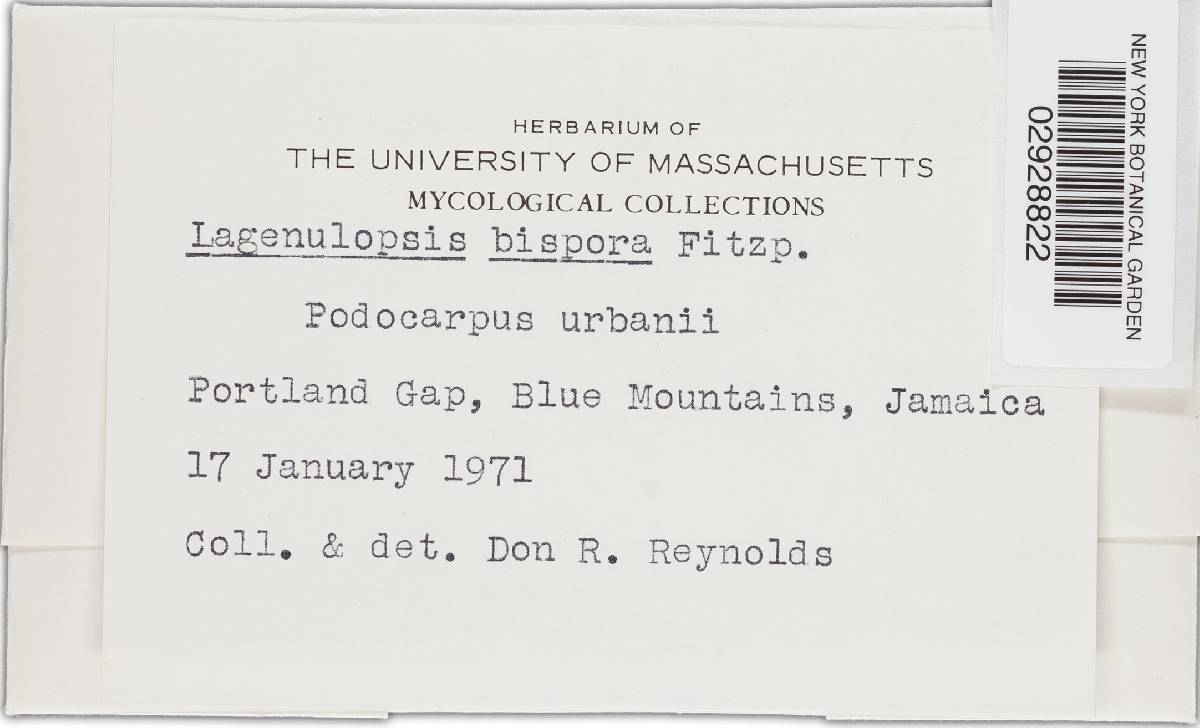 HERBARIUM OF
THE UNIVERSITY OF MASSACHUSETTS
MYCOLOGICAL COLLECTIONS
Lagenulopsis bispora Fitzp.
Podocarpus urbanii
Portland Gap, Blue Mountains, Jamaica
17 January 1971
Coll. & det. Don R. Reynolds
NEW YORK BOTANICAL GARDEN
02928822